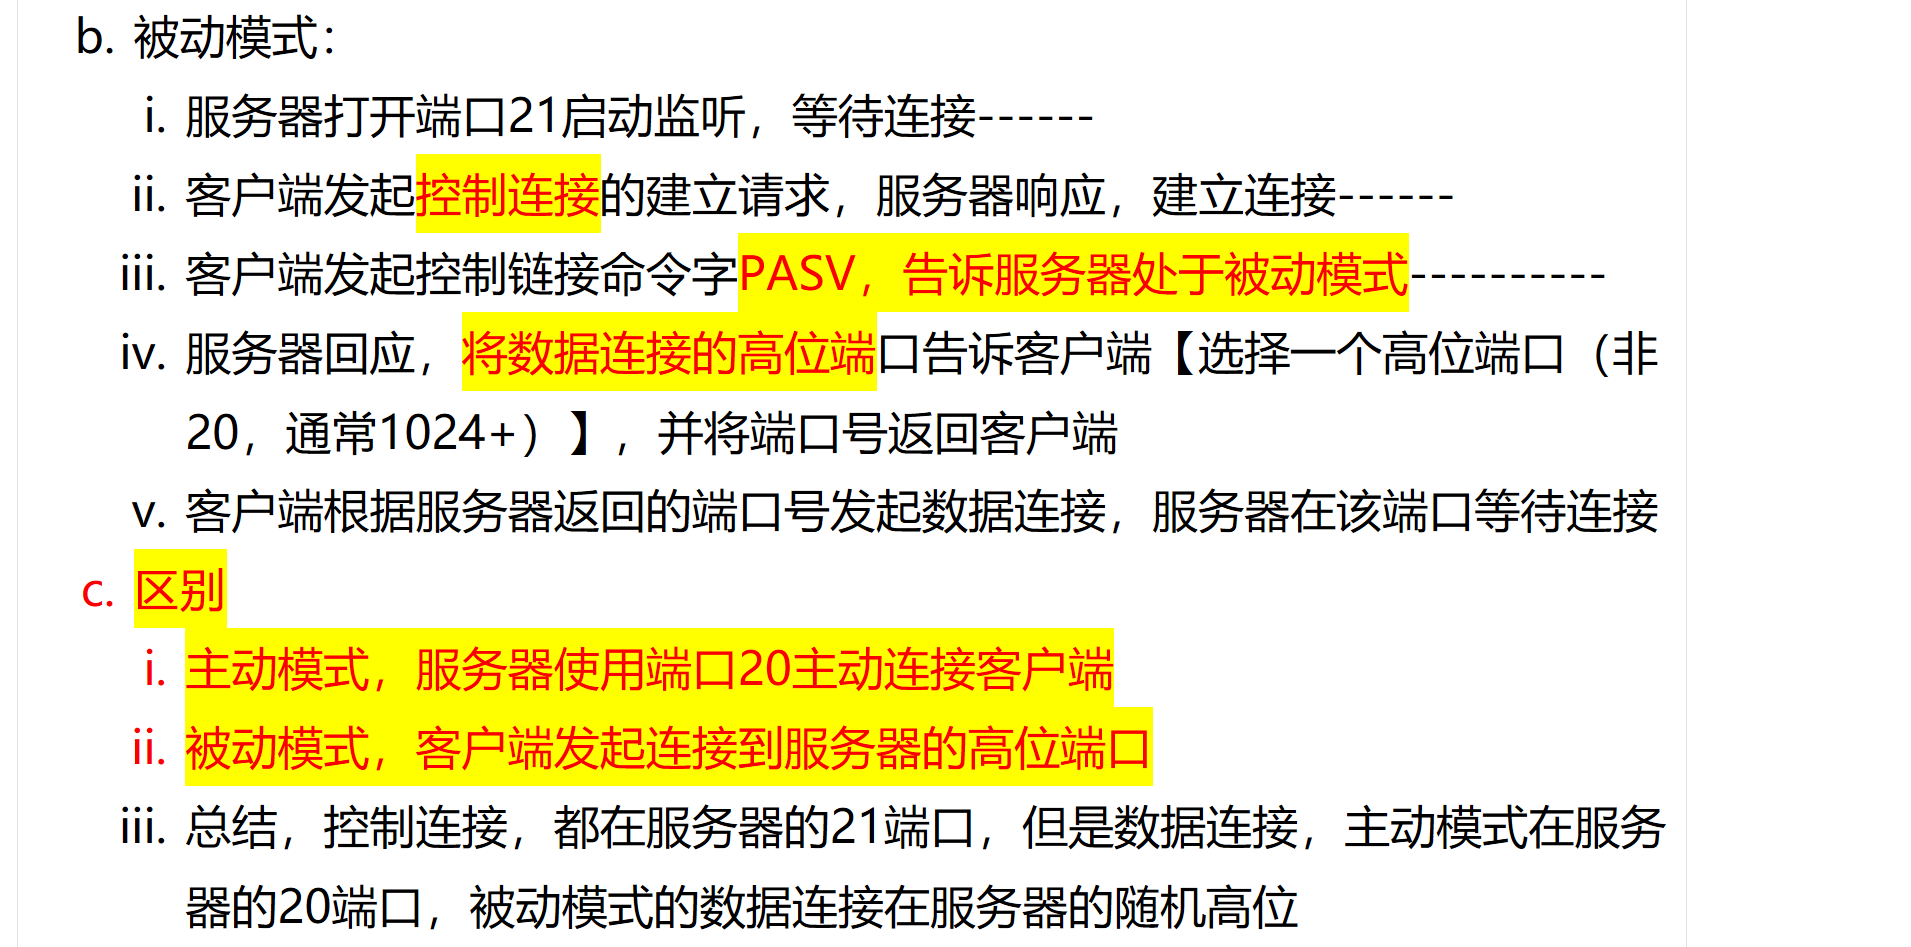 b. 被动模式：
i. 服务器打开端口21启动监听，等待连接------
ii. 客户端发起控制连接的建立请求，服务器响应，建立连接------
iii. 客户端发起控制链接命令字PASV，告诉服务器处于被动模式----------
iv. 服务器回应，将数据连接的高位端口告诉客户端【选择一个高位端口（非
20，通常1024+）】，并将端口号返回客户端
v. 客户端根据服务器返回的端口号发起数据连接，服务器在该端口等待连接
c. 区别
i. 主动模式，服务器使用端口20主动连接客户端
ii. 被动模式，客户端发起连接到服务器的高位端口
iii. 总结，控制连接，都在服务器的21端口，但是数据连接，主动模式在服务
器的20端口，被动模式的数据连接在服务器的随机高位